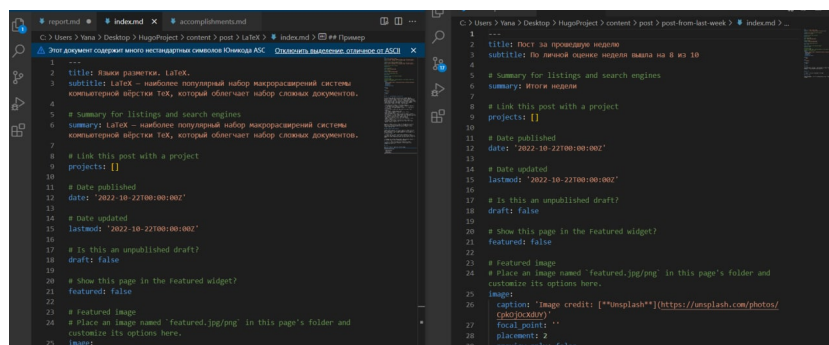 report.md
index.md
accomplishments.md
C: > Users > Yana > Desktop > HugoProject > content > post > LaTeX > index.md > ## Пример
Этот документ содержит много нестандартных символов Юникода ASC Отключить выделение, отличное от ASCII
1 ---
2 title: Языки разметки. LaTeX.
3 subtitle: LaTeX — наиболее популярный набор макрорасширений системы
компьютерной вёрстки TeX, который облегчает набор сложных документов.
4
5 # Summary for listings and search engines
6 summary: LaTeX — наиболее популярный набор макрорасширений системы
компьютерной вёрстки TeX, который облегчает набор сложных документов.
7
8 # Link this post with a project
9 projects: []
10
11 # Date published
12 date: '2022-10-22T00:00:00Z'
13
14 # Date updated
15 lastmod: '2022-10-22T00:00:00Z'
16
17 # Is this an unpublished draft?
18 draft: false
19
20 # Show this page in the Featured widget?
21 featured: false
22
23 # Featured image
24 # Place an image named `featured.jpg/png` in this page's folder and
customize its options here.
25 image:
C: > Users > Yana > Desktop > HugoProject > content > post > post-from-last-week > index.md > ...
1 ---
2 title: Пост за прошедшую неделю
3 subtitle: По личной оценке неделя вышла на 8 из 10
4
5 # Summary for listings and search engines
6 summary: Итоги недели
7
8 # Link this post with a project
9 projects: []
10
11 # Date published
12 date: '2022-10-22T00:00:00Z'
13
14 # Date updated
15 lastmod: '2022-10-22T00:00:00Z'
16
17 # Is this an unpublished draft?
18 draft: false
19
20 # Show this page in the Featured widget?
21 featured: false
22
23 # Featured image
24 # Place an image named `featured.jpg/png` in this page's folder and
customize its options here.
25 image:
26 caption: 'Image credit: [**Unsplash**](https://unsplash.com/photos/
CpkOjOcXdUY)'
27 focal_point: ''
28 placement: 2